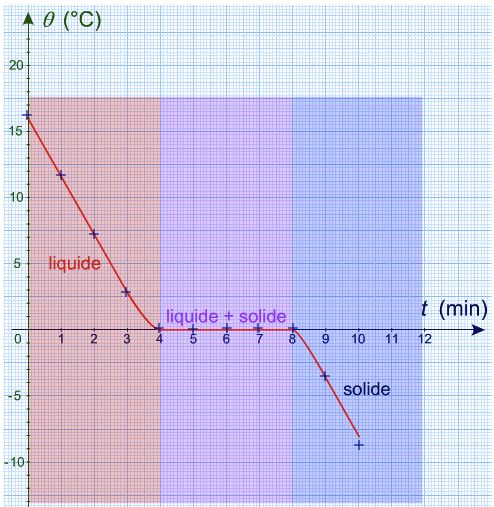 θ (°C)
20
15
10
5
liquide
liquide + solide
t (min)
0 1 2 3 4 5 6 7 8 9 10 11 12
solide
-5
-10